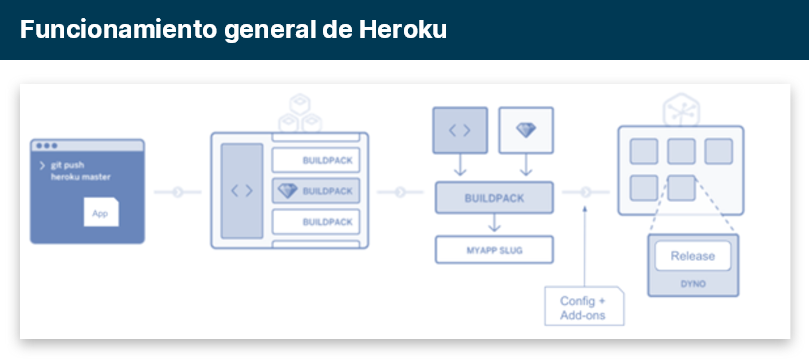 Funcionamiento general de Heroku
git push
heroku master
App
BUILDPACK
BUILDPACK
BUILDPACK
BUILDPACK
MYAPP SLUG
Config +
Add-ons
Release
DYNO